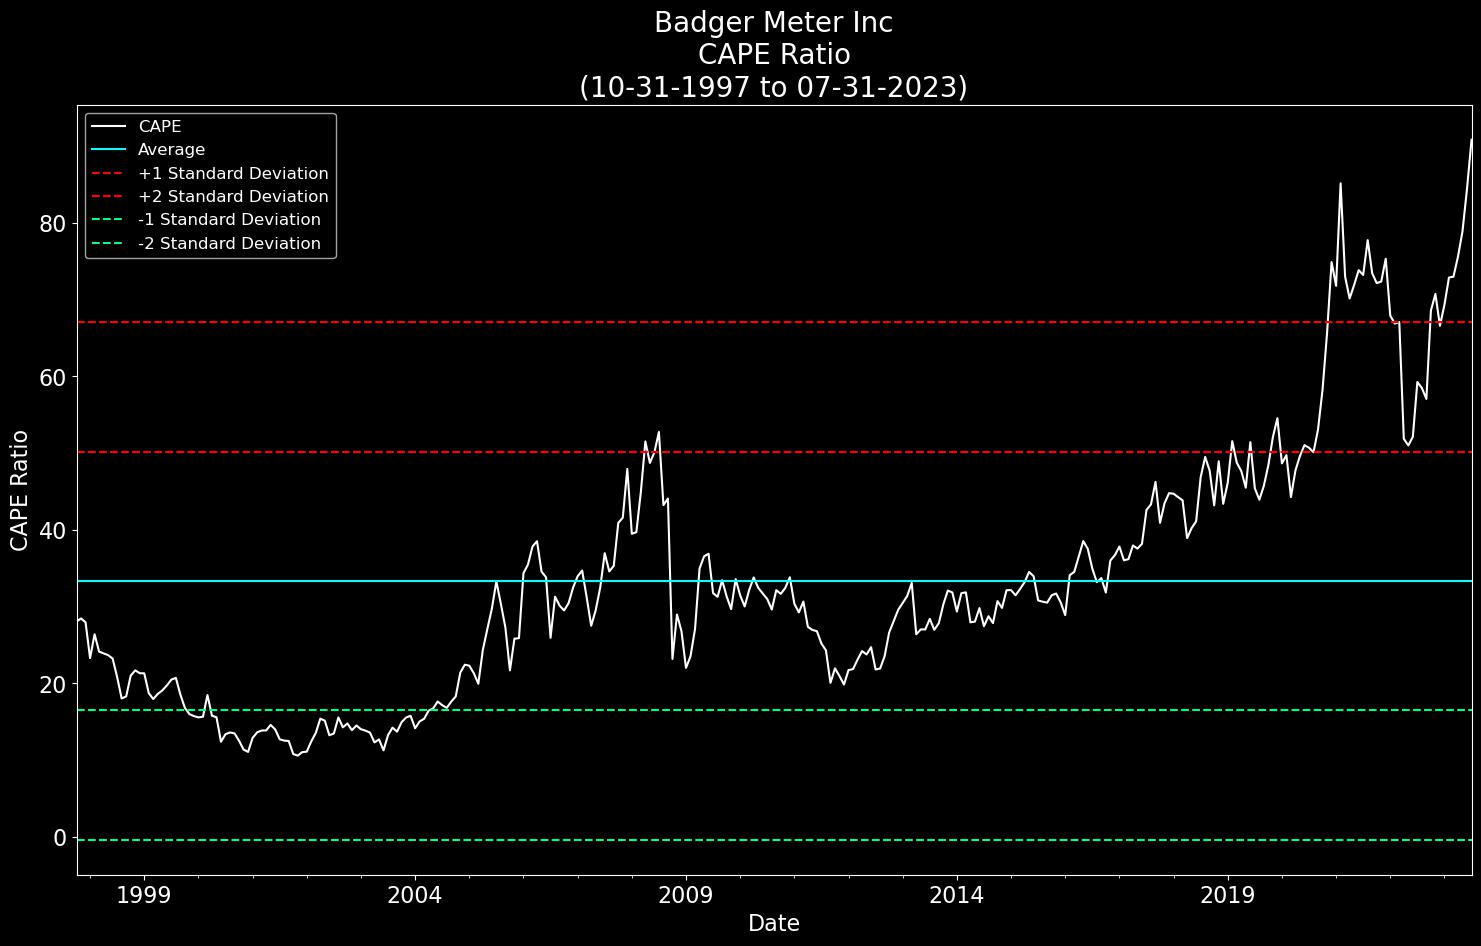 Badger Meter Inc
CAPE Ratio
(10-31-1997 to 07-31-2023)
CAPE
Average
+1 Standard Deviation
+2 Standard Deviation
-1 Standard Deviation
-2 Standard Deviation
CAPE Ratio
80
60
40
20
0
1999 2004 2009 2014 2019
Date